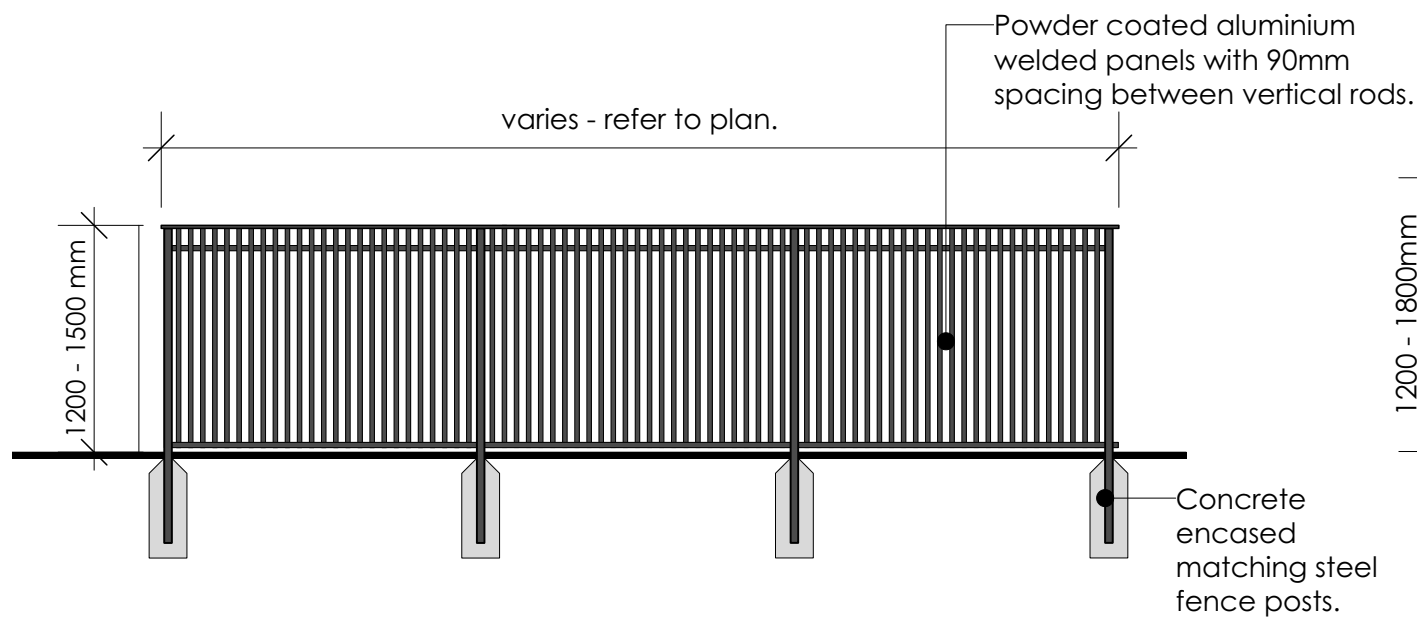 Powder coated aluminium
welded panels with 90mm
spacing between vertical rods.
varies - refer to plan.
1200 - 1500 mm
1200 - 1800mm
Concrete
encased
matching steel
fence posts.